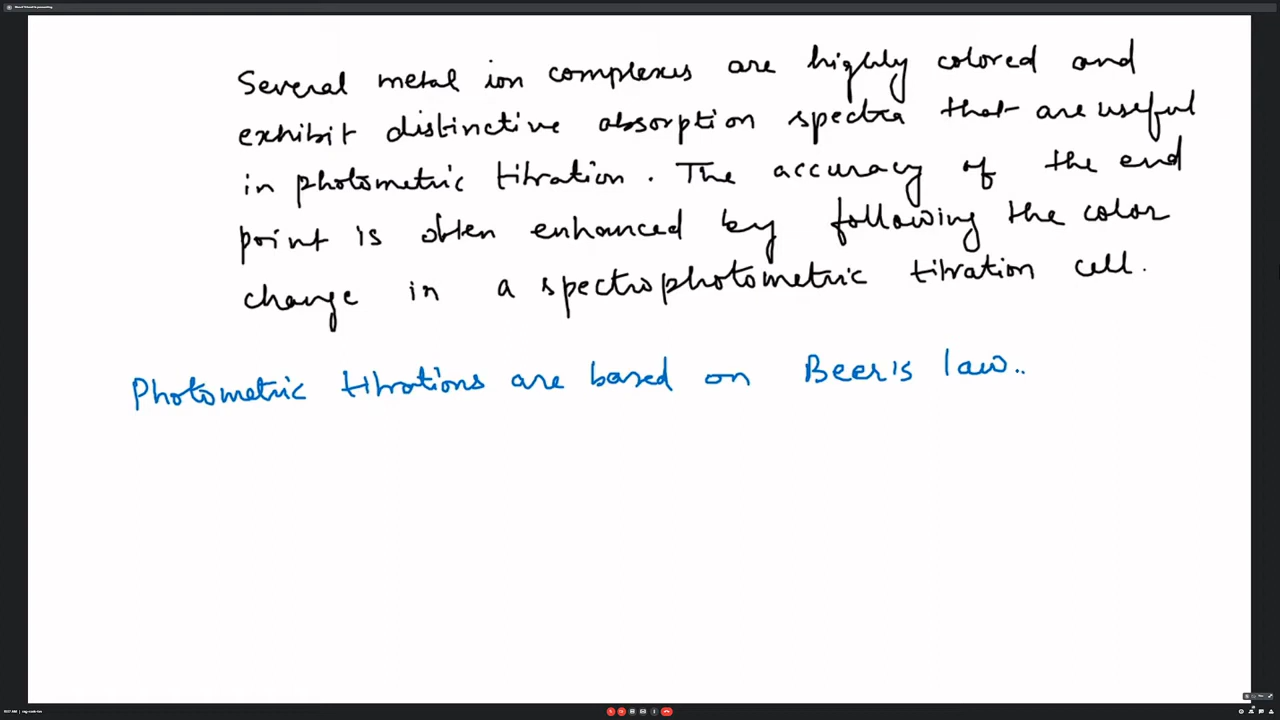 Several metal ion complexes are highly colored and
exhibit distinctive absorption spectra that are useful
in photometric titration. The accuracy of the end
point is often enhanced by following the color
change in a spectrophotometric titration cell.
Photometric titrations are based on Beer's law..